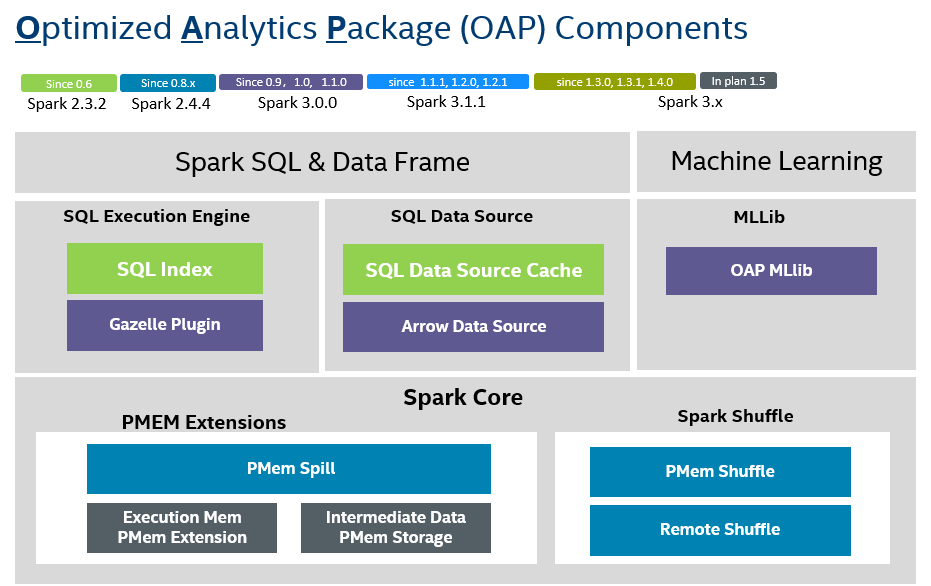 Optimized Analytics Package (OAP) Components
Since 0.6
Since 0.8.x
Since 0.9, 1.0, 1.1.0
since 1.1.1, 1.2.0, 1.2.1
since 1.3.0, 1.3.1, 1.4.0
In plan 1.5
Spark 2.3.2
Spark 2.4.4
Spark 3.0.0
Spark 3.1.1
Spark 3.x
Spark SQL & Data Frame
Machine Learning
SQL Execution Engine
SQL Index
Gazelle Plugin
SQL Data Source
SQL Data Source Cache
Arrow Data Source
MLLib
OAP MLlib
Spark Core
PMEM Extensions
PMem Spill
Execution Mem
PMem Extension
Intermediate Data
PMem Storage
Spark Shuffle
PMem Shuffle
Remote Shuffle